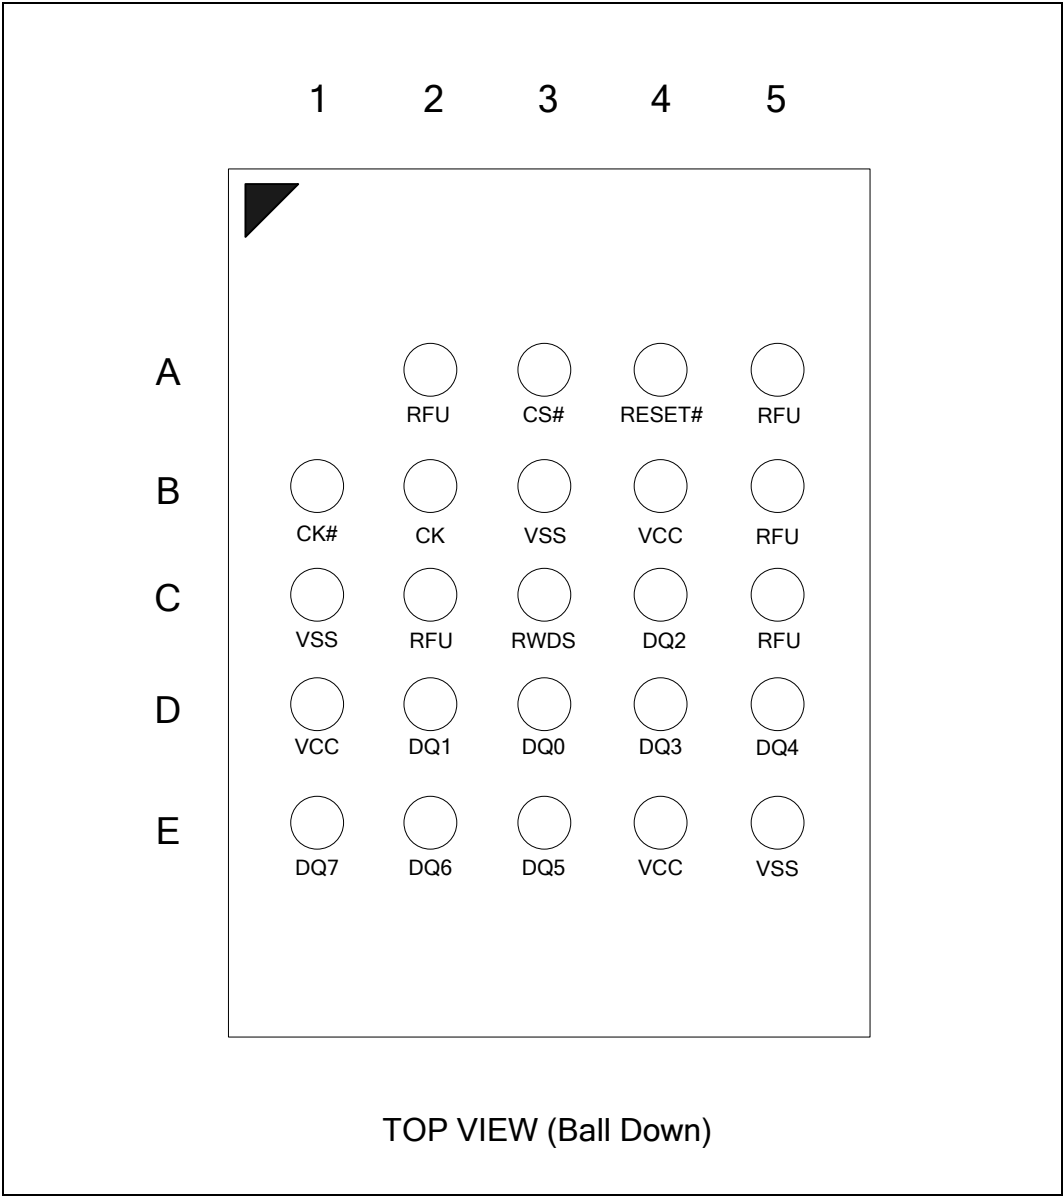 1 2 3 4 5
A
RFU CS# RESET# RFU
B
CK# CK VSS VCC RFU
C
VSS RFU RWDS DQ2 RFU
D
VCC DQ1 DQ0 DQ3 DQ4
E
DQ7 DQ6 DQ5 VCC VSS
TOP VIEW (Ball Down)